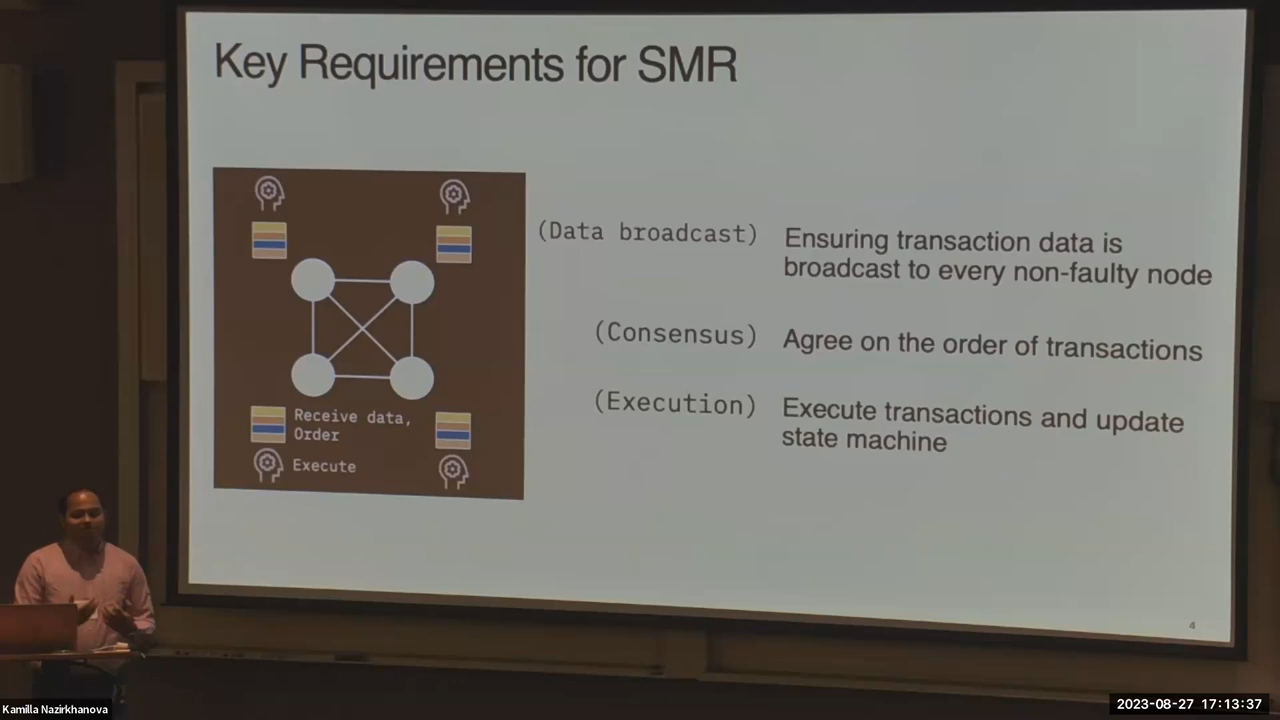 Key Requirements for SMR
(Data broadcast)
Ensuring transaction data is
broadcast to every non-faulty node
(Consensus)
Agree on the order of transactions
(Execution)
Execute transactions and update
state machine
Receive data,
Order
Execute
4
Kamilla Nazirkhanova
2023-08-27 17:13:37